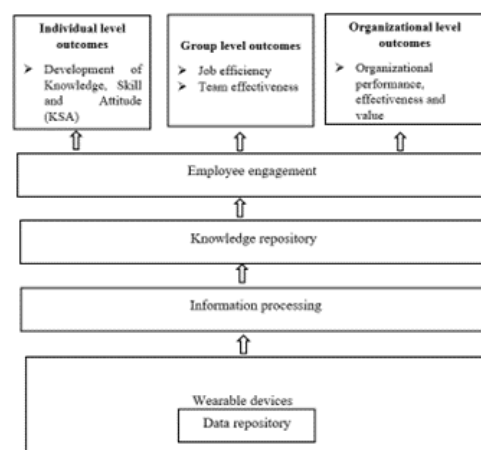 Individual level
outcomes
➤ Development of
Knowledge, Skill
and Attitude
(KSA)
Group level outcomes
➤ Job efficiency
➤ Team effectiveness
Organizational level
outcomes
➤ Organizational
performance,
effectiveness and
value
Employee engagement
Knowledge repository
Information processing
Wearable devices
Data repository